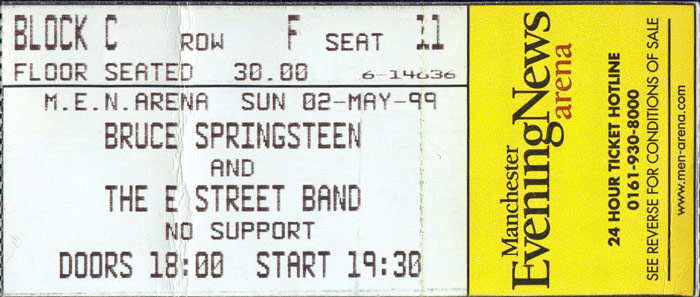 BLOCK C ROW F SEAT 11
FLOOR SEATED 30.00 6-14636
M.E.N.ARENA SUN 02-MAY-99
BRUCE SPRINGSTEEN
AND
THE E STREET BAND
NO SUPPORT
DOORS 18:00 START 19:30
Manchester
Evening News
arena
24 HOUR TICKET HOTLINE
0161-930-8000
SEE REVERSE FOR CONDITIONS OF SALE
www.men-arena.com